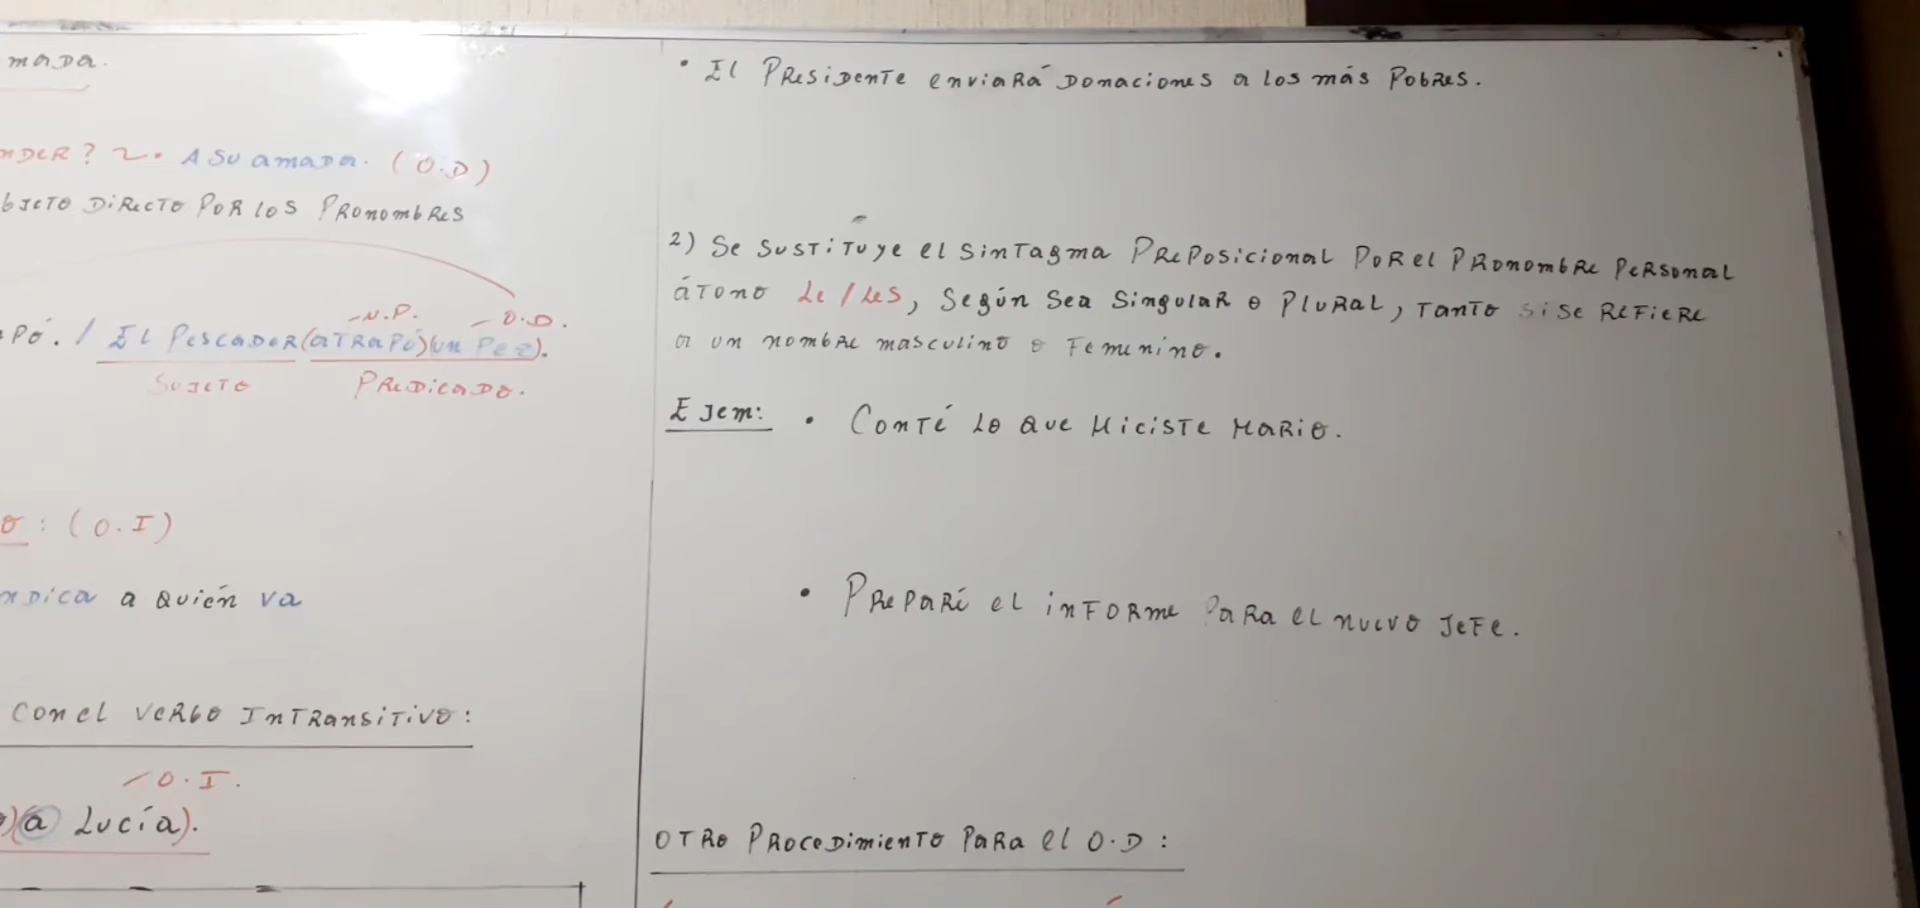 mada.
nder? ~. A su amada. (O.D)
bjeto directo por los pronombres
-N.P. -O.D.
pó. / El pescador (atrapó)(un pez).
Sujeto Predicado.
o: (O.I)
ndica a quién va
con el verbo intransitivo:
-O.I.
)(a Lucía).
• El Presidente enviará donaciones a los más pobres.
2) Se sustituye el sintagma preposicional por el pronombre personal
átono Le/Les, según sea singular o plural, tanto si se refiere
a un nombre masculino o femenino.
Ejem: • Conté lo que hiciste Mario.
• Preparé el informe para el nuevo jefe.
Otro procedimiento para el O.D: